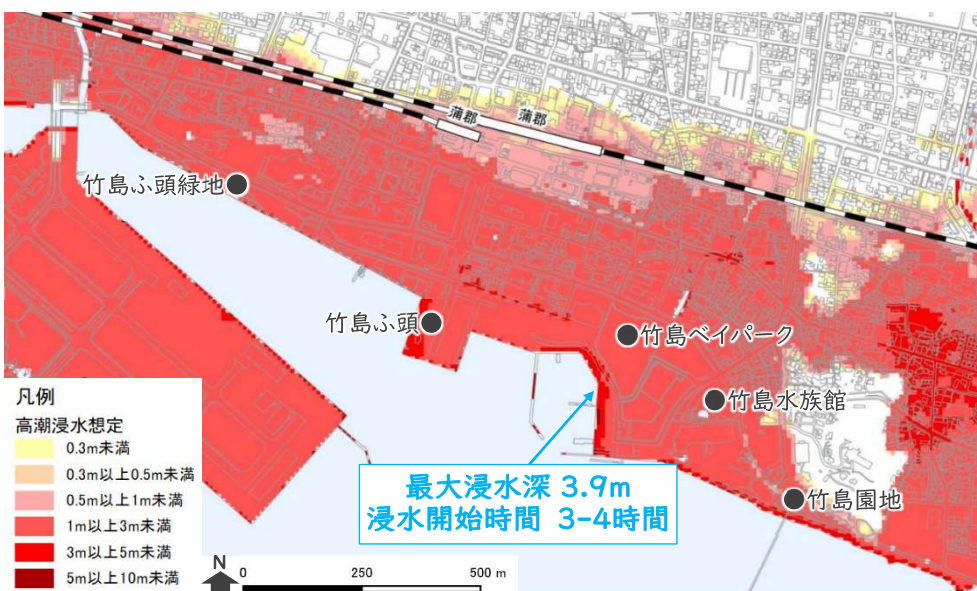 蒲郡
蒲郡
竹島ふ頭緑地
竹島ふ頭
竹島ベイパーク
竹島水族館
竹島園地
最大浸水深 3.9m
浸水開始時間 3-4時間
凡例
高潮浸水想定
0.3m未満
0.3m以上0.5m未満
0.5m以上1m未満
1m以上3m未満
3m以上5m未満
5m以上10m未満
N
0 250 500 m